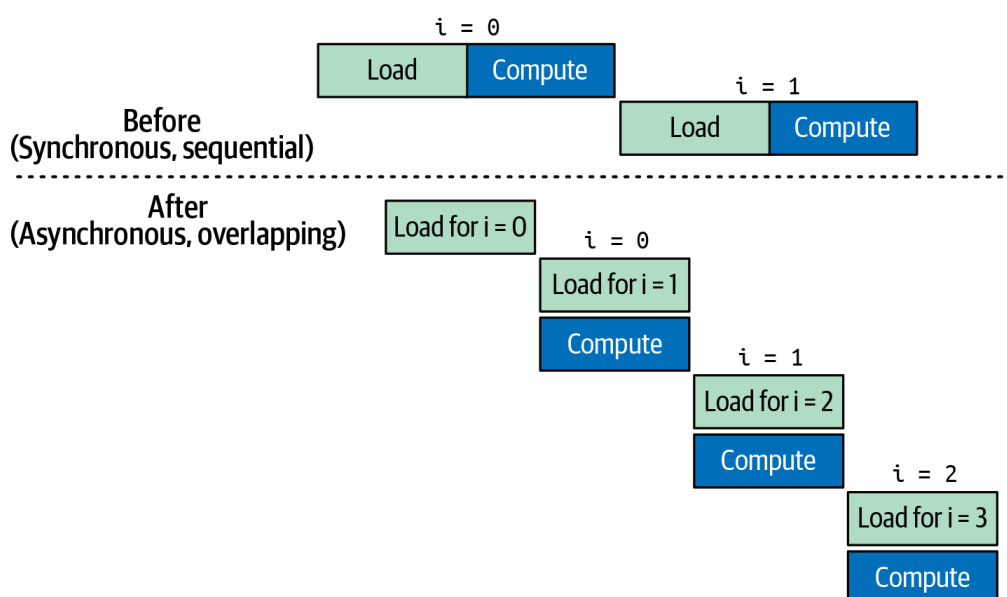 i = 0
Load Compute
i = 1
Load Compute
Before
(Synchronous, sequential)
After
(Asynchronous, overlapping)
Load for i = 0
i = 0
Load for i = 1
Compute
i = 1
Load for i = 2
Compute
i = 2
Load for i = 3
Compute